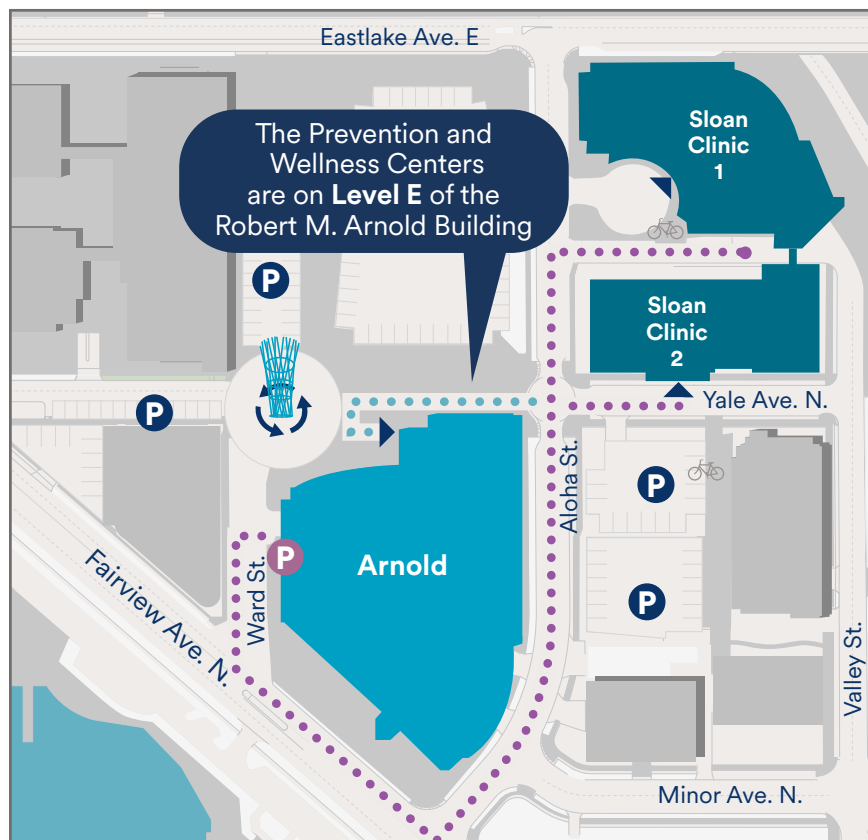 Eastlake Ave. E
The Prevention and
Wellness Centers
are on Level E of the
Robert M. Arnold Building
Sloan
Clinic
1
P
Sloan
Clinic
2
P
Yale Ave. N.
Aloha St.
P
P
Arnold
Ward St.
Fairview Ave. N.
P
Valley St.
Minor Ave. N.